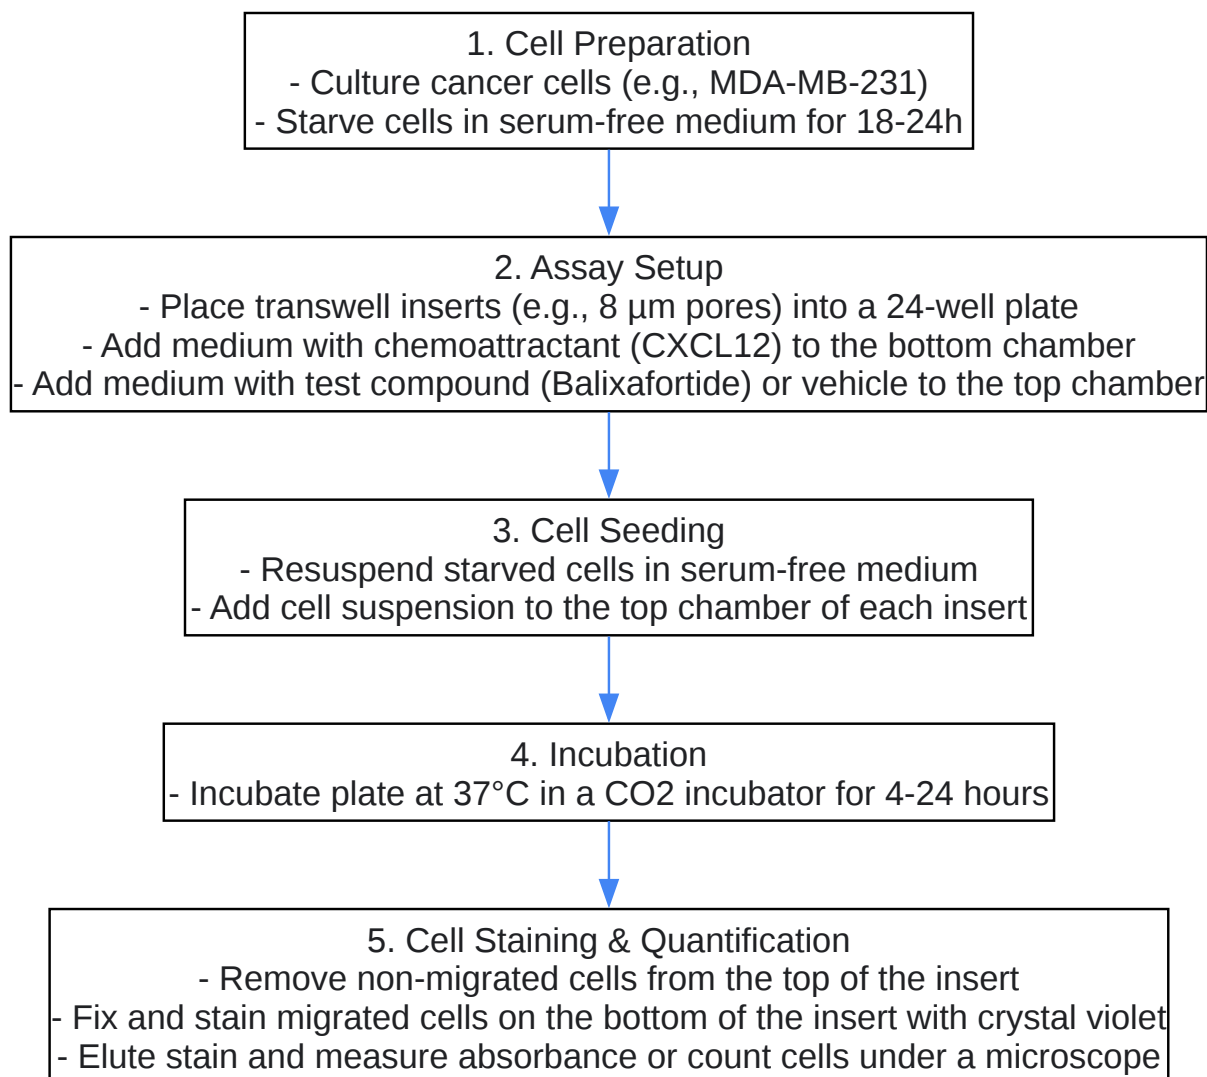 1. Cell Preparation
- Culture cancer cells (e.g., MDA-MB-231)
- Starve cells in serum-free medium for 18-24h
2. Assay Setup
- Place transwell inserts (e.g., 8 µm pores) into a 24-well plate
- Add medium with chemoattractant (CXCL12) to the bottom chamber
- Add medium with test compound (Balixafortide) or vehicle to the top chamber
3. Cell Seeding
- Resuspend starved cells in serum-free medium
- Add cell suspension to the top chamber of each insert
4. Incubation
- Incubate plate at 37°C in a CO2 incubator for 4-24 hours
5. Cell Staining & Quantification
- Remove non-migrated cells from the top of the insert
- Fix and stain migrated cells on the bottom of the insert with crystal violet
- Elute stain and measure absorbance or count cells under a microscope